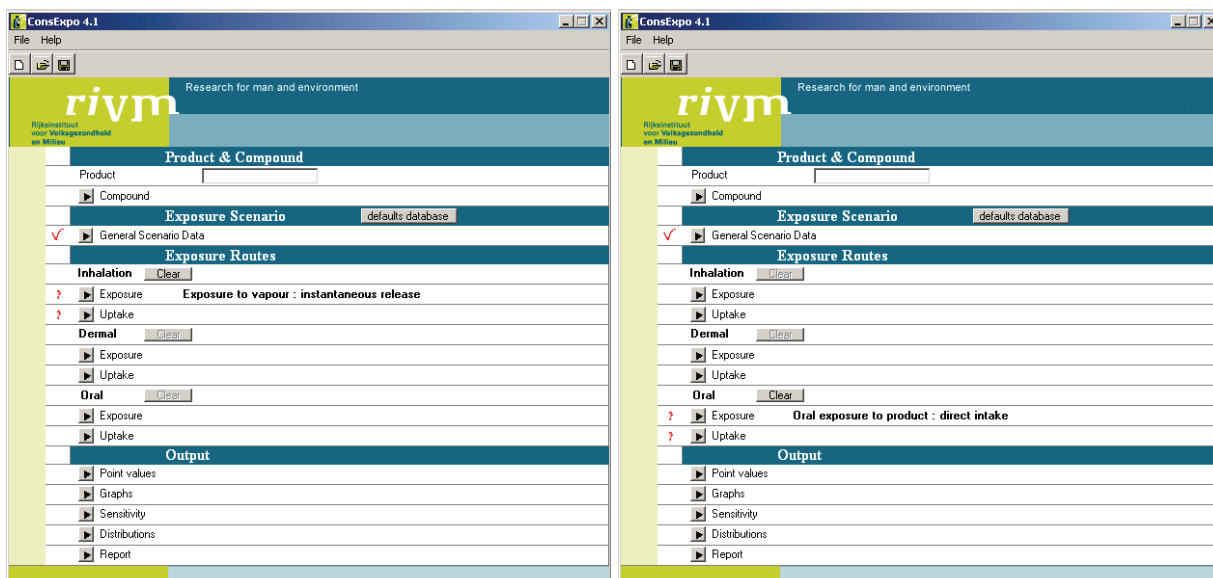 ConsExpo 4.1
File Help
Research for man and environment
rivm
Rijksinstituut
voor Volksgezondheid
en Milieu
Product & Compound
Product
Compound
Exposure Scenario defaults database
General Scenario Data
Exposure Routes
Inhalation Clear
? Exposure Exposure to vapour : instantaneous release
? Uptake
Dermal Clear
Exposure
Uptake
Oral Clear
Exposure
Uptake
Output
Point values
Graphs
Sensitivity
Distributions
Report
ConsExpo 4.1
File Help
Research for man and environment
rivm
Rijksinstituut
voor Volksgezondheid
en Milieu
Product & Compound
Product
Compound
Exposure Scenario defaults database
General Scenario Data
Exposure Routes
Inhalation Clear
Exposure
Uptake
Dermal Clear
Exposure
Uptake
Oral Clear
? Exposure Oral exposure to product : direct intake
? Uptake
Output
Point values
Graphs
Sensitivity
Distributions
Report